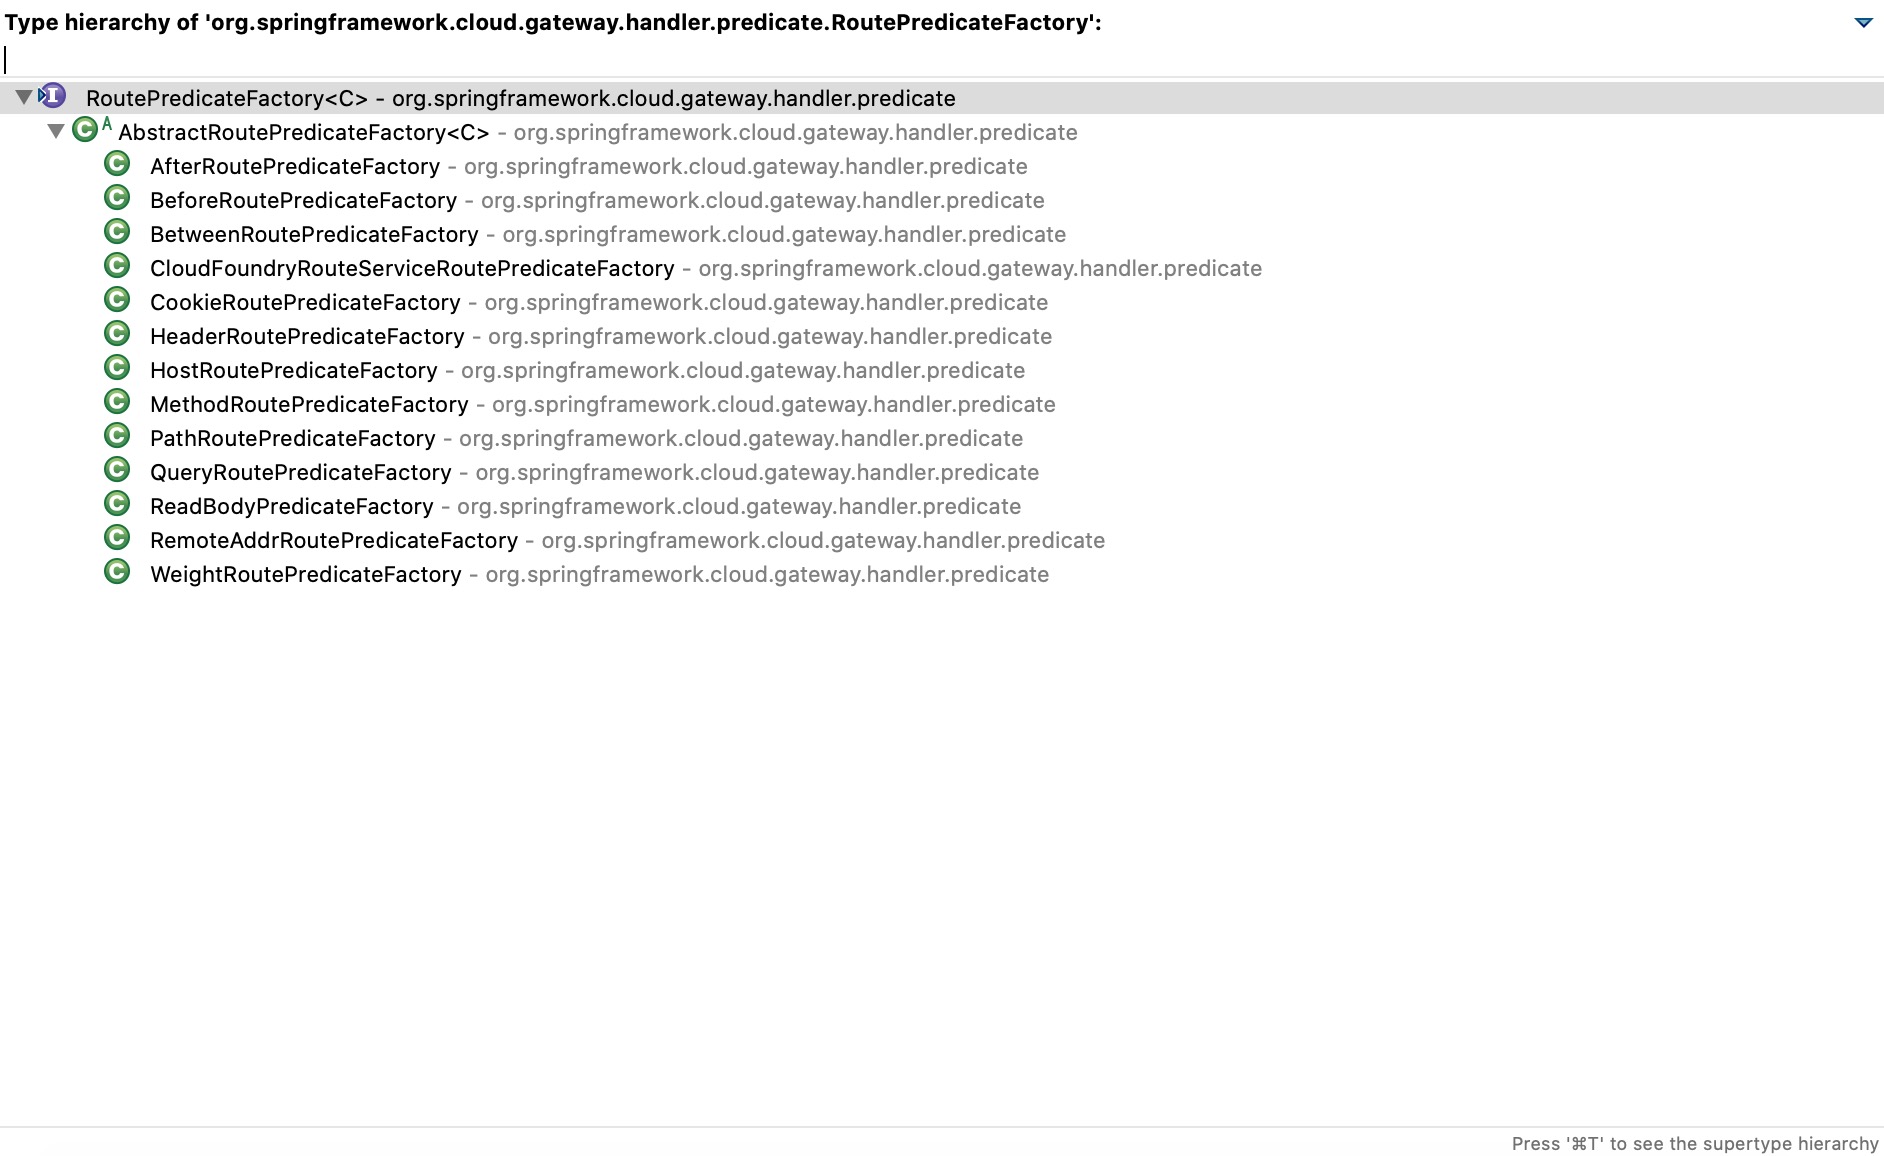 Type hierarchy of 'org.springframework.cloud.gateway.handler.predicate.RoutePredicateFactory':
RoutePredicateFactory<C> - org.springframework.cloud.gateway.handler.predicate
AbstractRoutePredicateFactory<C> - org.springframework.cloud.gateway.handler.predicate
AfterRoutePredicateFactory - org.springframework.cloud.gateway.handler.predicate
BeforeRoutePredicateFactory - org.springframework.cloud.gateway.handler.predicate
BetweenRoutePredicateFactory - org.springframework.cloud.gateway.handler.predicate
CloudFoundryRouteServiceRoutePredicateFactory - org.springframework.cloud.gateway.handler.predicate
CookieRoutePredicateFactory - org.springframework.cloud.gateway.handler.predicate
HeaderRoutePredicateFactory - org.springframework.cloud.gateway.handler.predicate
HostRoutePredicateFactory - org.springframework.cloud.gateway.handler.predicate
MethodRoutePredicateFactory - org.springframework.cloud.gateway.handler.predicate
PathRoutePredicateFactory - org.springframework.cloud.gateway.handler.predicate
QueryRoutePredicateFactory - org.springframework.cloud.gateway.handler.predicate
ReadBodyPredicateFactory - org.springframework.cloud.gateway.handler.predicate
RemoteAddrRoutePredicateFactory - org.springframework.cloud.gateway.handler.predicate
WeightRoutePredicateFactory - org.springframework.cloud.gateway.handler.predicate
Press '⌘T' to see the supertype hierarchy